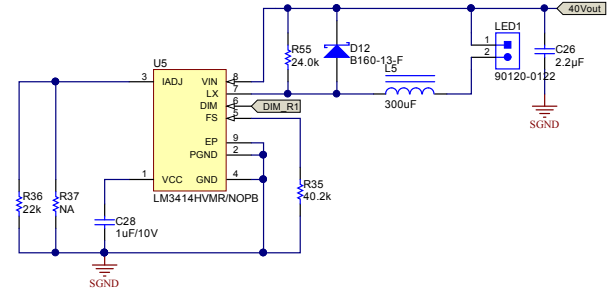 40Vout
LED1
R55
24.0k
D12
B160-13-F
1
2
C26
2.2µF
L5
90120-0122
300uF
SGND
U5
3
IADJ
VIN
8
LX
7
DIM
6
DIM_R1
FS
5
EP
9
PGND
2
1
VCC
GND
4
LM3414HVMR/NOPB
R36
22k
R37
NA
R35
40.2k
C28
1uF/10V
SGND